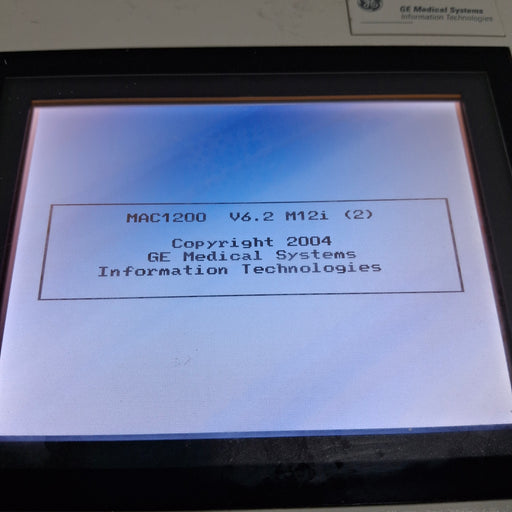 GE Medical Systems
Information Technologies
MAC1200 V6.2 M12i (2)
Copyright 2004
GE Medical Systems
Information Technologies